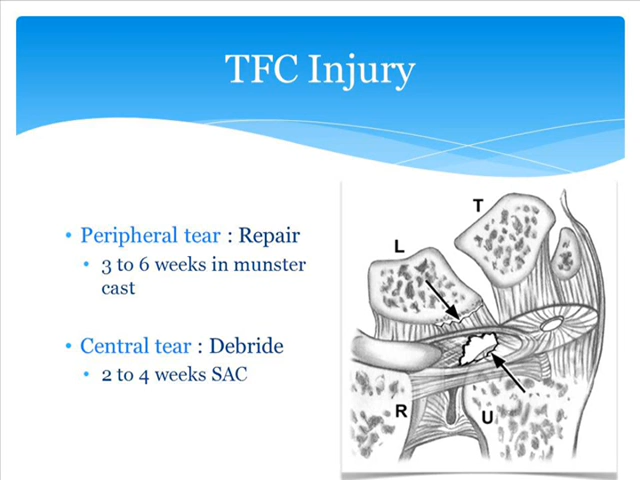 TFC Injury
• Peripheral tear : Repair
• 3 to 6 weeks in munster
cast
• Central tear : Debride
• 2 to 4 weeks SAC
T
L
R
U